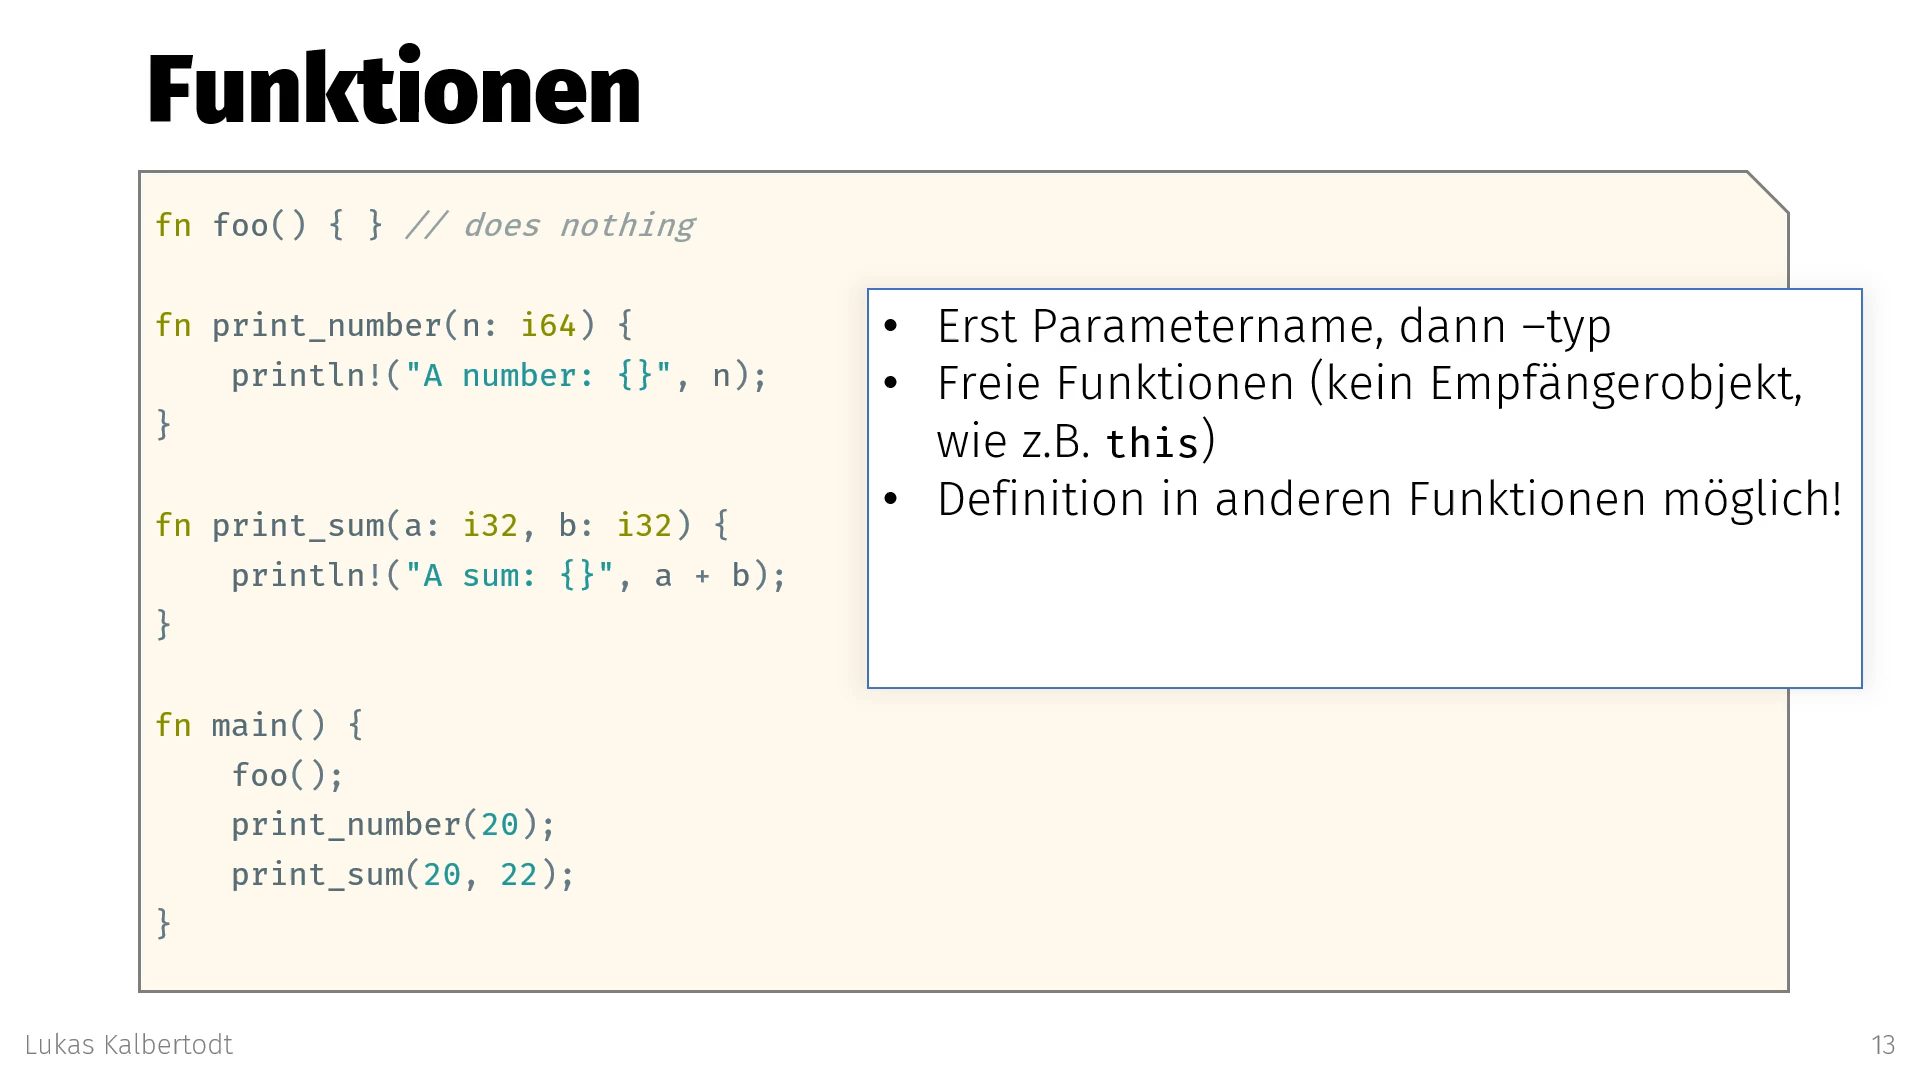 Funktionen
fn foo() { } // does nothing
fn print_number(n: i64) {
    println!("A number: {}", n);
}
fn print_sum(a: i32, b: i32) {
    println!("A sum: {}", a + b);
}
fn main() {
    foo();
    print_number(20);
    print_sum(20, 22);
}
• Erst Parametername, dann –typ
• Freie Funktionen (kein Empfängerobjekt,
wie z.B. this)
• Definition in anderen Funktionen möglich!
Lukas Kalbertodt
13